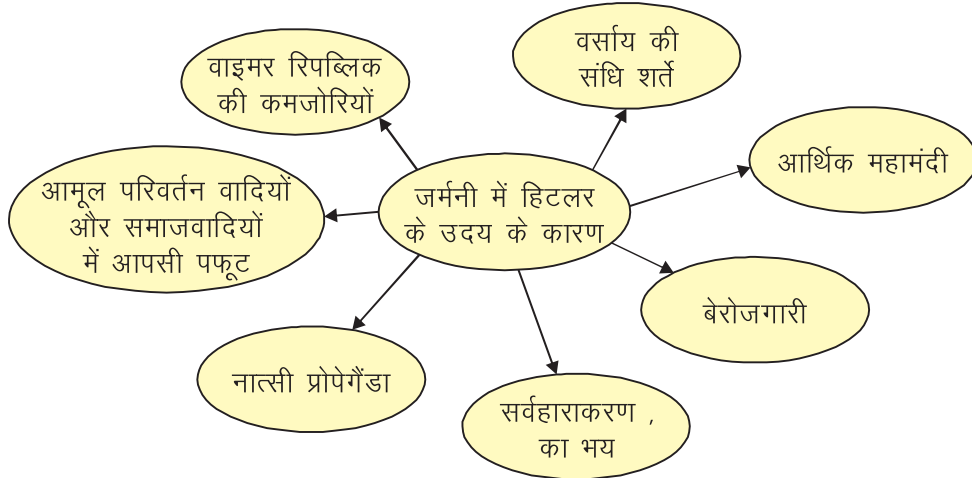 वाइमर रिपब्लिक
की कमजोरियों
वर्साय की
संधि शर्ते
आर्थिक महामंदी
आमूल परिवर्तन वादियों
और समाजवादियों
में आपसी पफूट
जर्मनी में हिटलर
के उदय के कारण
बेरोजगारी
नात्सी प्रोपेगैंडा
सर्वहाराकरण ,
का भय